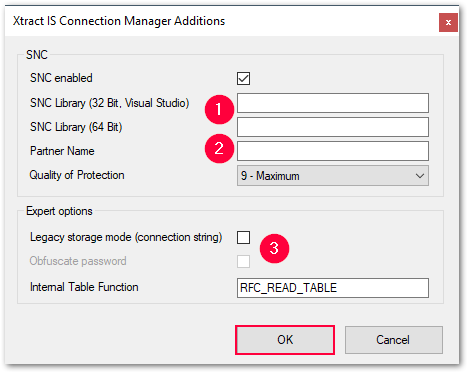 Xtract IS Connection Manager Additions
x
SNC
SNC enabled
SNC Library (32 Bit, Visual Studio)
1
SNC Library (64 Bit)
Partner Name
2
Quality of Protection 9 - Maximum
Expert options
Legacy storage mode (connection string)
3
Obfuscate password
Internal Table Function RFC_READ_TABLE
OK Cancel